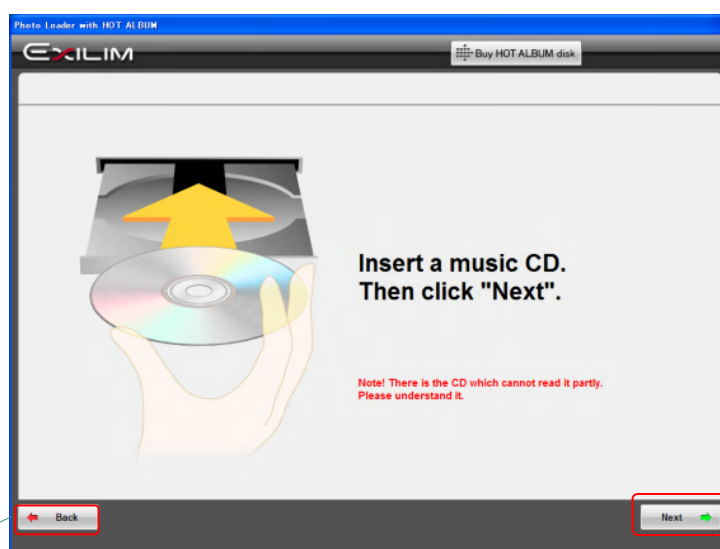 Photo Loader with HOT ALBUM
EXILIM
Buy HOT ALBUM disk
Insert a music CD.
Then click "Next".
Note! There is the CD which cannot read it partly.
Please understand it.
Back
Next